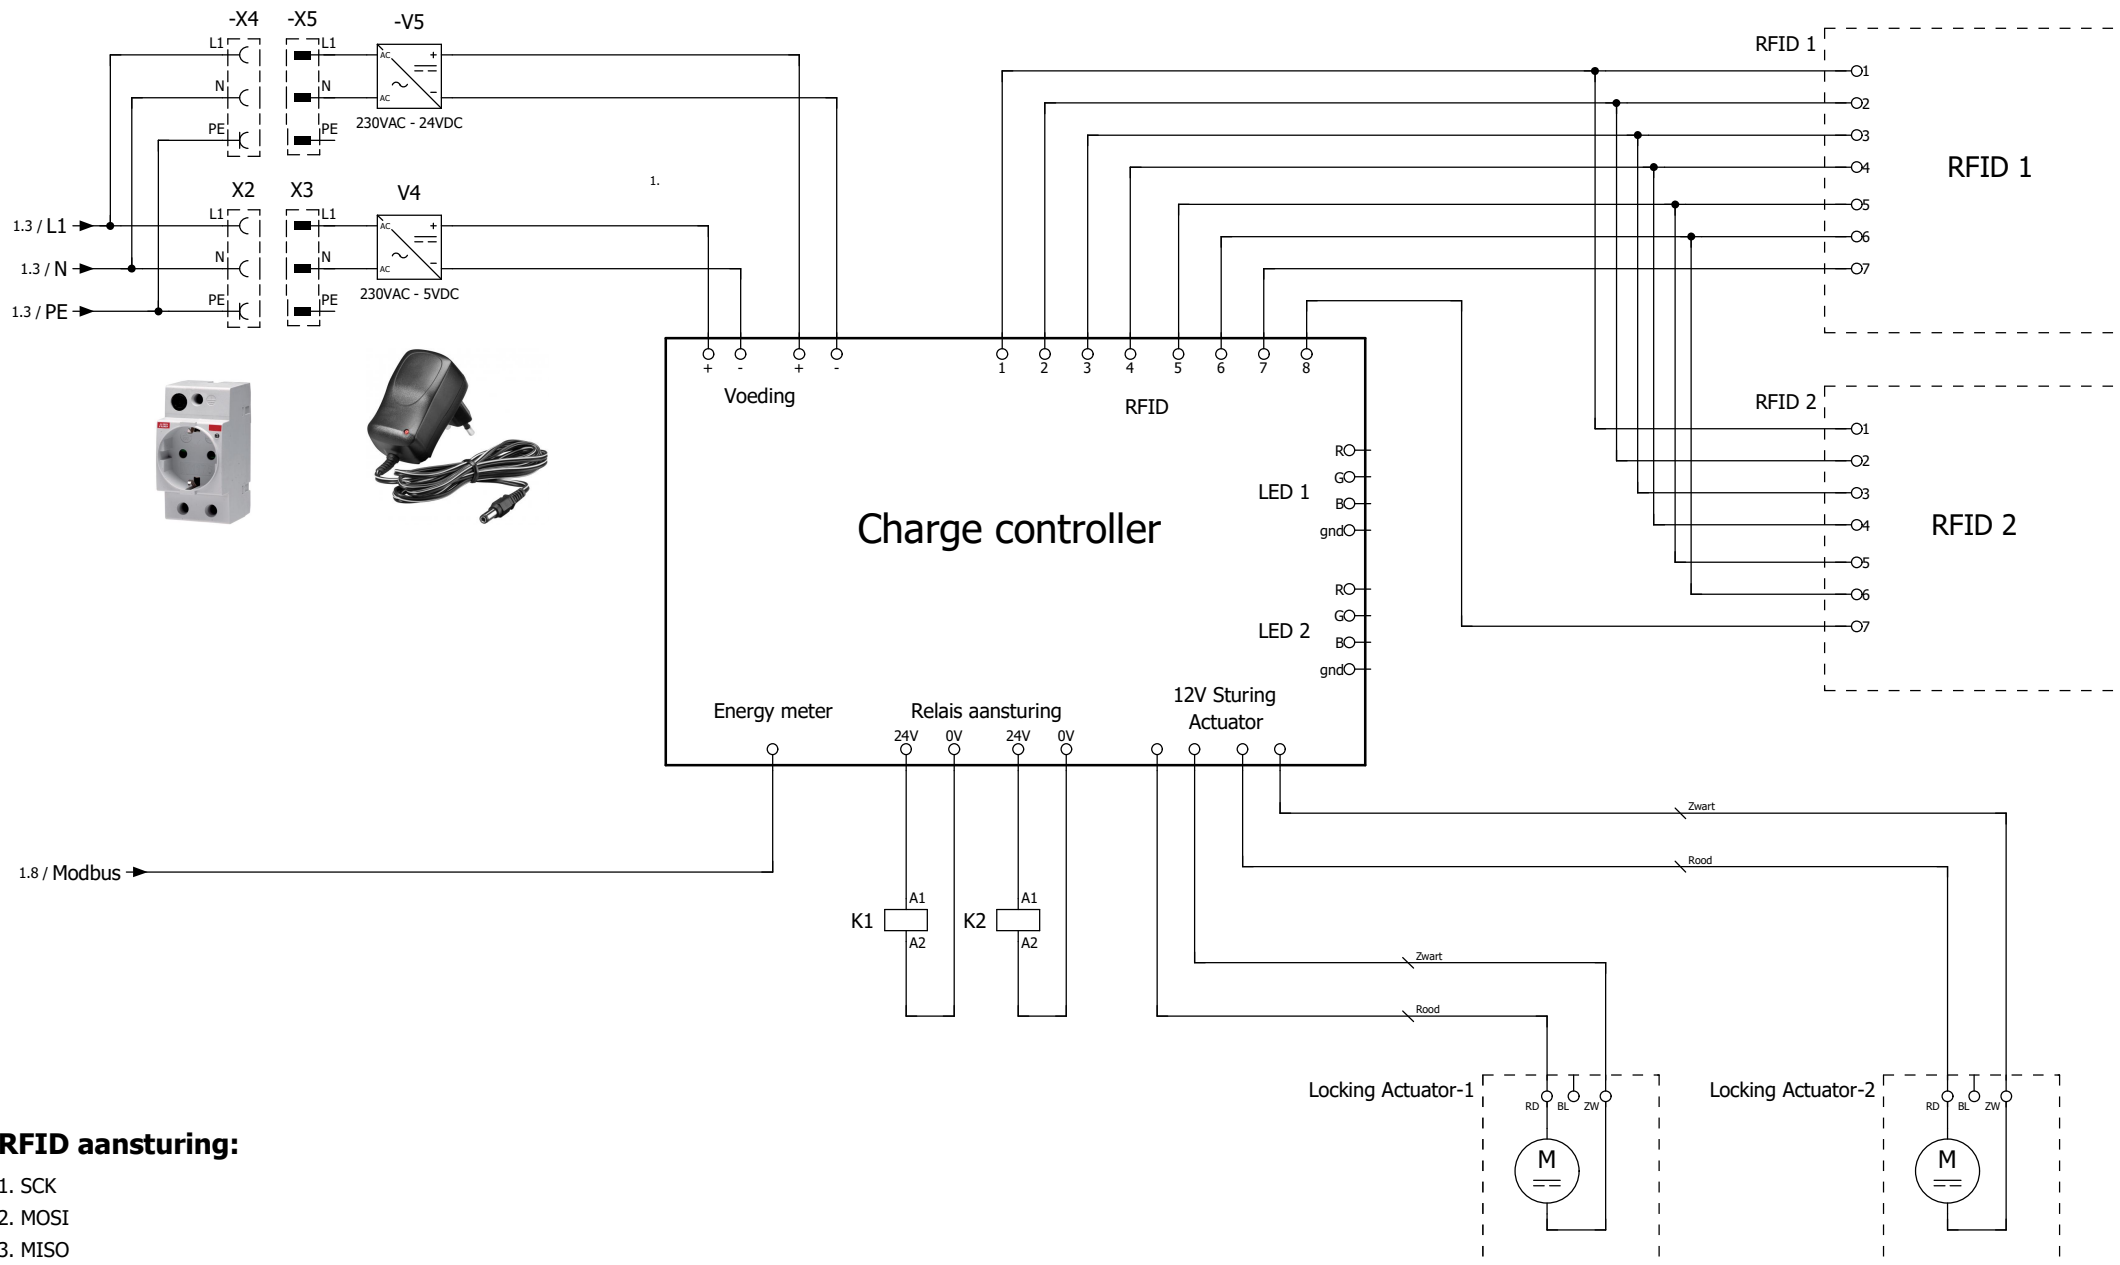 -X4
-X5
-V5
L1
L1
AC
+
N
N
AC
-
PE
PE
230VAC - 24VDC
X2
X3
V4
1.
1.3 / L1
L1
L1
AC
+
1.3 / N
N
N
AC
-
1.3 / PE
PE
PE
230VAC - 5VDC
RFID 1
1
2
3
4
5
6
7
RFID 1
+
-
+
-
Voeding
1
2
3
4
5
6
7
8
RFID
RFID 2
1
2
3
4
5
6
7
RFID 2
Charge controller
LED 1
R
G
B
gnd
LED 2
R
G
B
gnd
Energy meter
Relais aansturing
24V
0V
24V
0V
12V Sturing
Actuator
Zwart
Rood
1.8 / Modbus
K1
A1
A2
K2
A1
A2
Zwart
Rood
Locking Actuator-1
RD
BL
ZW
M
Locking Actuator-2
RD
BL
ZW
M
RFID aansturing:
1. SCK
2. MOSI
3. MISO